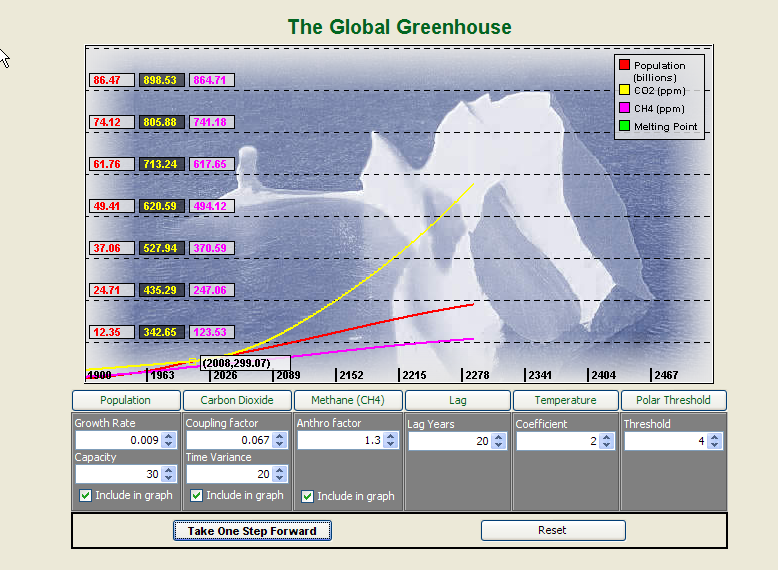 The Global Greenhouse
86.47 898.53 864.71
74.12 805.88 741.18
61.76 713.24 617.65
49.41 620.59 494.12
37.06 527.94 370.59
24.71 435.29 247.06
12.35 342.65 123.53
Population
(billions)
CO2 (ppm)
CH4 (ppm)
Melting Point
(2008,299.07)
1900 1963 2026 2089 2152 2215 2278 2341 2404 2467
Population Carbon Dioxide Methane (CH4) Lag Temperature Polar Threshold
Growth Rate Coupling factor Anthro factor Lag Years Coefficient Threshold
0.009 0.067 1.3 20 2 4
Capacity Time Variance
30 20
Include in graph Include in graph Include in graph
Take One Step Forward Reset